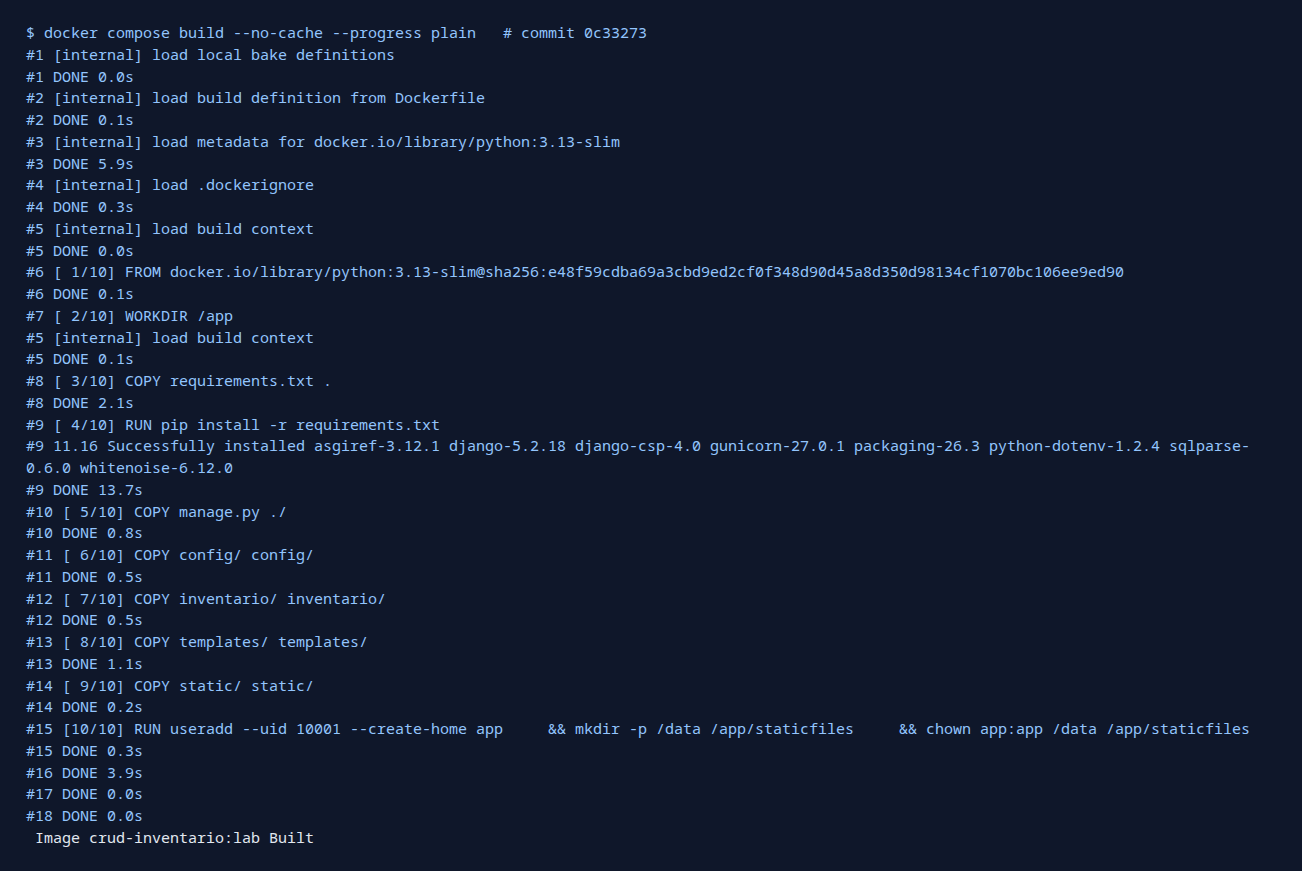 $ docker compose build --no-cache --progress plain   # commit 0c33273
#1 [internal] load local bake definitions
#1 DONE 0.0s
#2 [internal] load build definition from Dockerfile
#2 DONE 0.1s
#3 [internal] load metadata for docker.io/library/python:3.13-slim
#3 DONE 5.9s
#4 [internal] load .dockerignore
#4 DONE 0.3s
#5 [internal] load build context
#5 DONE 0.0s
#6 [ 1/10] FROM docker.io/library/python:3.13-slim@sha256:e48f59cdba69a3cbd9ed2cf0f348d90d45a8d350d98134cf1070bc106ee9ed90
#6 DONE 0.1s
#7 [ 2/10] WORKDIR /app
#5 [internal] load build context
#5 DONE 0.1s
#8 [ 3/10] COPY requirements.txt .
#8 DONE 2.1s
#9 [ 4/10] RUN pip install -r requirements.txt
#9 11.16 Successfully installed asgiref-3.12.1 django-5.2.18 django-csp-4.0 gunicorn-27.0.1 packaging-26.3 python-dotenv-1.2.4 sqlparse-
0.6.0 whitenoise-6.12.0
#9 DONE 13.7s
#10 [ 5/10] COPY manage.py ./
#10 DONE 0.8s
#11 [ 6/10] COPY config/ config/
#11 DONE 0.5s
#12 [ 7/10] COPY inventario/ inventario/
#12 DONE 0.5s
#13 [ 8/10] COPY templates/ templates/
#13 DONE 1.1s
#14 [ 9/10] COPY static/ static/
#14 DONE 0.2s
#15 [10/10] RUN useradd --uid 10001 --create-home app     && mkdir -p /data /app/staticfiles     && chown app:app /data /app/staticfiles
#15 DONE 0.3s
#16 DONE 3.9s
#17 DONE 0.0s
#18 DONE 0.0s
 Image crud-inventario:lab Built